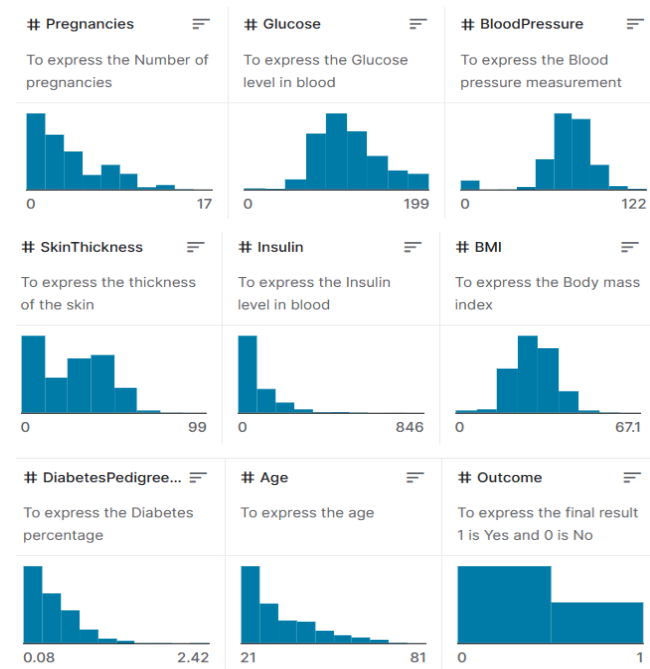 # Pregnancies
# Glucose
# BloodPressure
To express the Number of
pregnancies
To express the Glucose
level in blood
To express the Blood
pressure measurement
0
17
0
199
0
122
# SkinThickness
# Insulin
# BMI
To express the thickness
of the skin
To express the Insulin
level in blood
To express the Body mass
index
0
99
0
846
0
67.1
# DiabetesPedigree...
# Age
# Outcome
To express the Diabetes
percentage
To express the age
To express the final result
1 is Yes and 0 is No
0.08
2.42
21
81
0
1